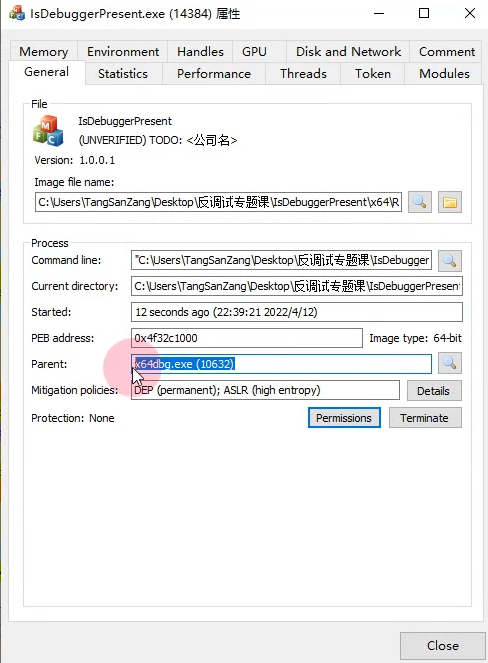 IsDebuggerPresent.exe (14384) 属性
Memory Environment Handles GPU Disk and Network Comment
General Statistics Performance Threads Token Modules
File
IsDebuggerPresent
(UNVERIFIED) TODO: <公司名>
Version: 1.0.0.1
Image file name:
C:\Users\TangSanZang\Desktop\反调试专题课\IsDebuggerPresent\x64\R
Process
Command line: "C:\Users\TangSanZang\Desktop\反调试专题课\IsDebugger
Current directory: C:\Users\TangSanZang\Desktop\反调试专题课\IsDebuggerPresent
Started: 12 seconds ago (22:39:21 2022/4/12)
PEB address: 0x4f32c1000 Image type: 64-bit
Parent: x64dbg.exe (10632)
Mitigation policies: DEP (permanent); ASLR (high entropy) Details
Protection: None Permissions Terminate
Close